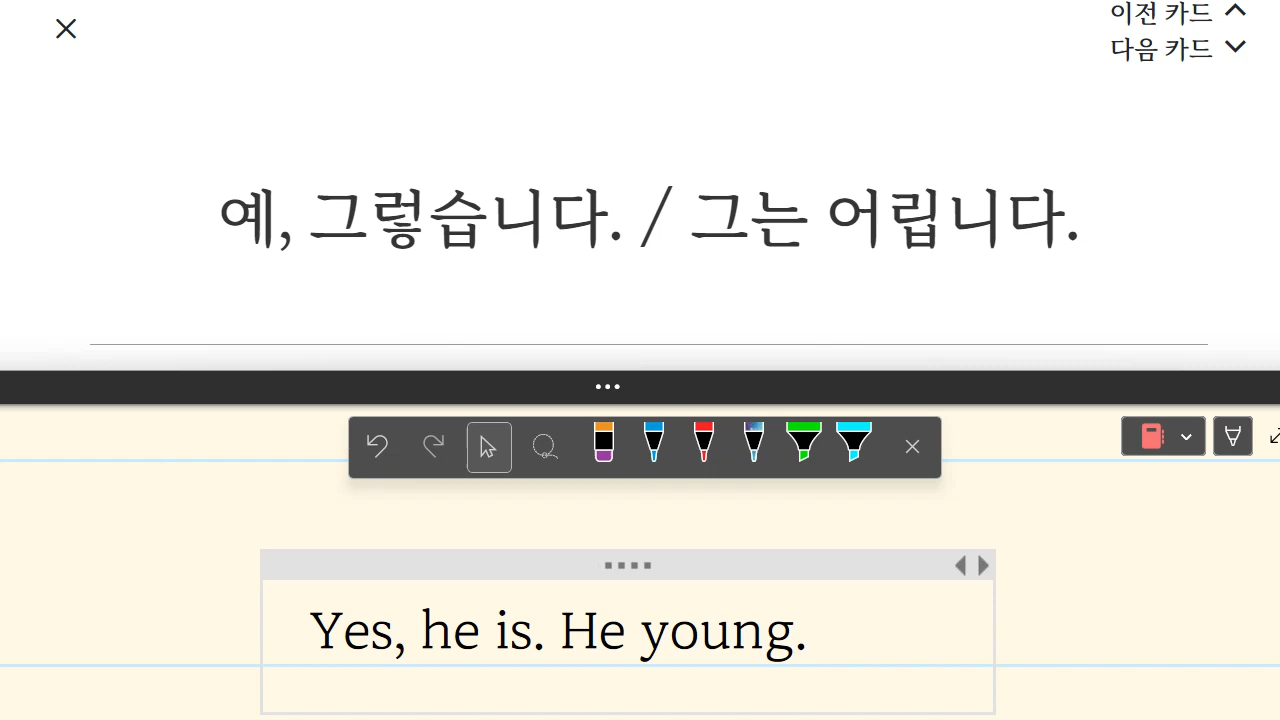 이전 카드
다음 카드
예, 그렇습니다. / 그는 어립니다.
Yes, he is. He young.